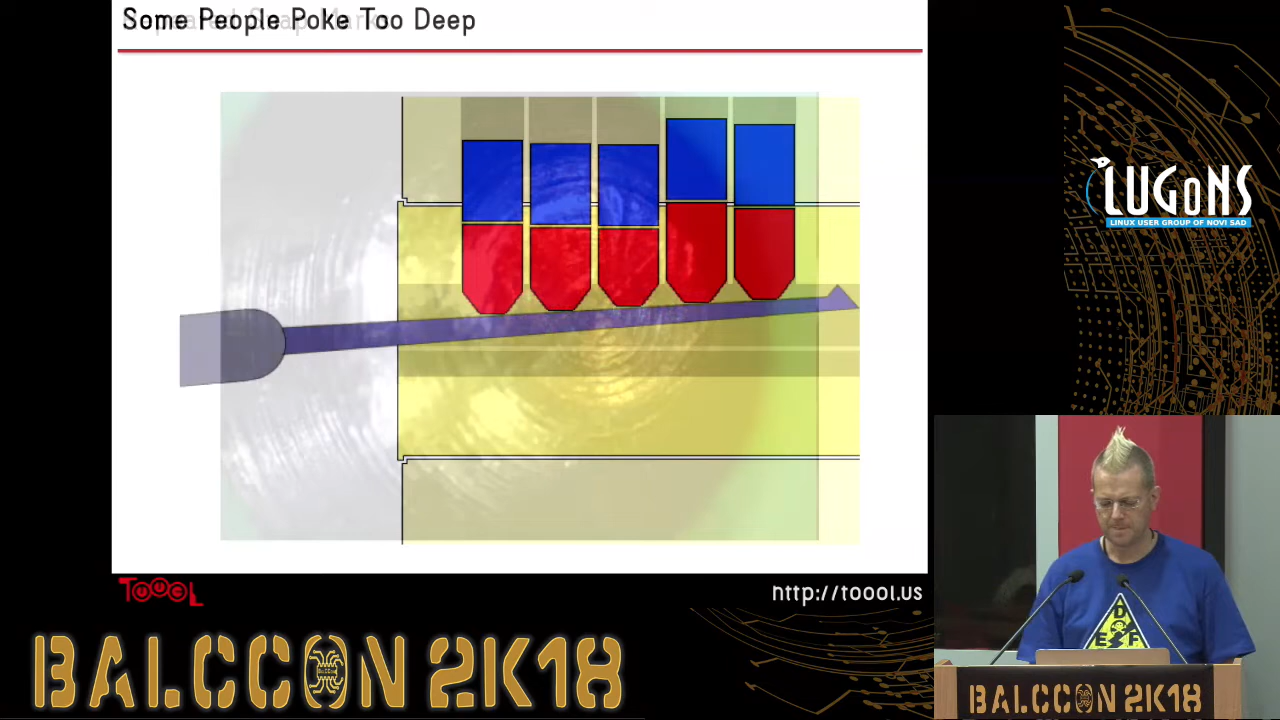 Some People Poke Too Deep
TOOOL
http://toool.us
BALCCON 2K18
LUGONS
LINUX USER GROUP OF NOVI SAD
D
E F
BALCCON 2K18